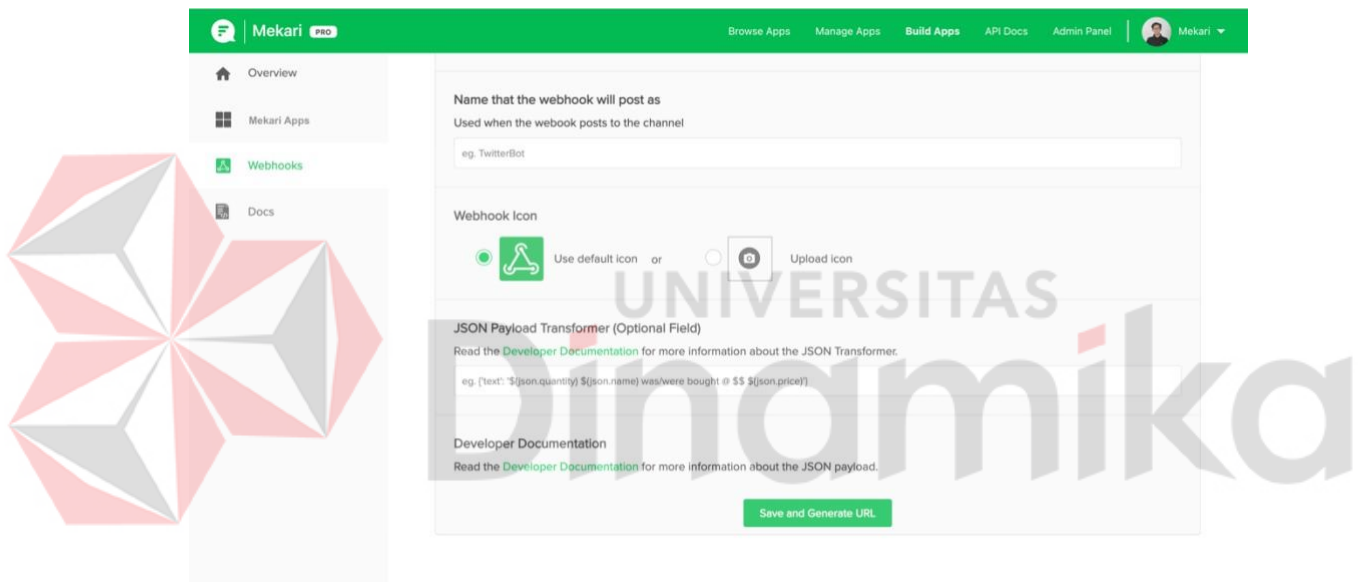 Mekari PRO Browse Apps Manage Apps Build Apps API Docs Admin Panel Mekari
Overview
Mekari Apps
Webhooks
Docs
Name that the webhook will post as
Used when the webook posts to the channel
eg. TwitterBot
Webhook Icon
Use default icon or Upload icon
JSON Payload Transformer (Optional Field)
Read the Developer Documentation for more information about the JSON Transformer.
eg. {'text': '$(json.quantity) $(json.name) was/were bought @ $$ $(json.price)'}
Developer Documentation
Read the Developer Documentation for more information about the JSON payload.
Save and Generate URL
UNIVERSITAS
Dinamika